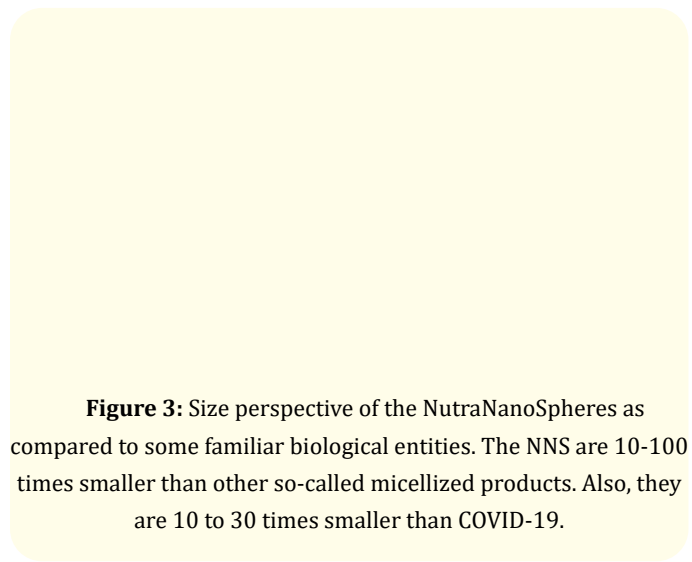 Figure 3: Size perspective of the NutraNanoSpheres as
compared to some familiar biological entities. The NNS are 10-100
times smaller than other so-called micellized products. Also, they
are 10 to 30 times smaller than COVID-19.